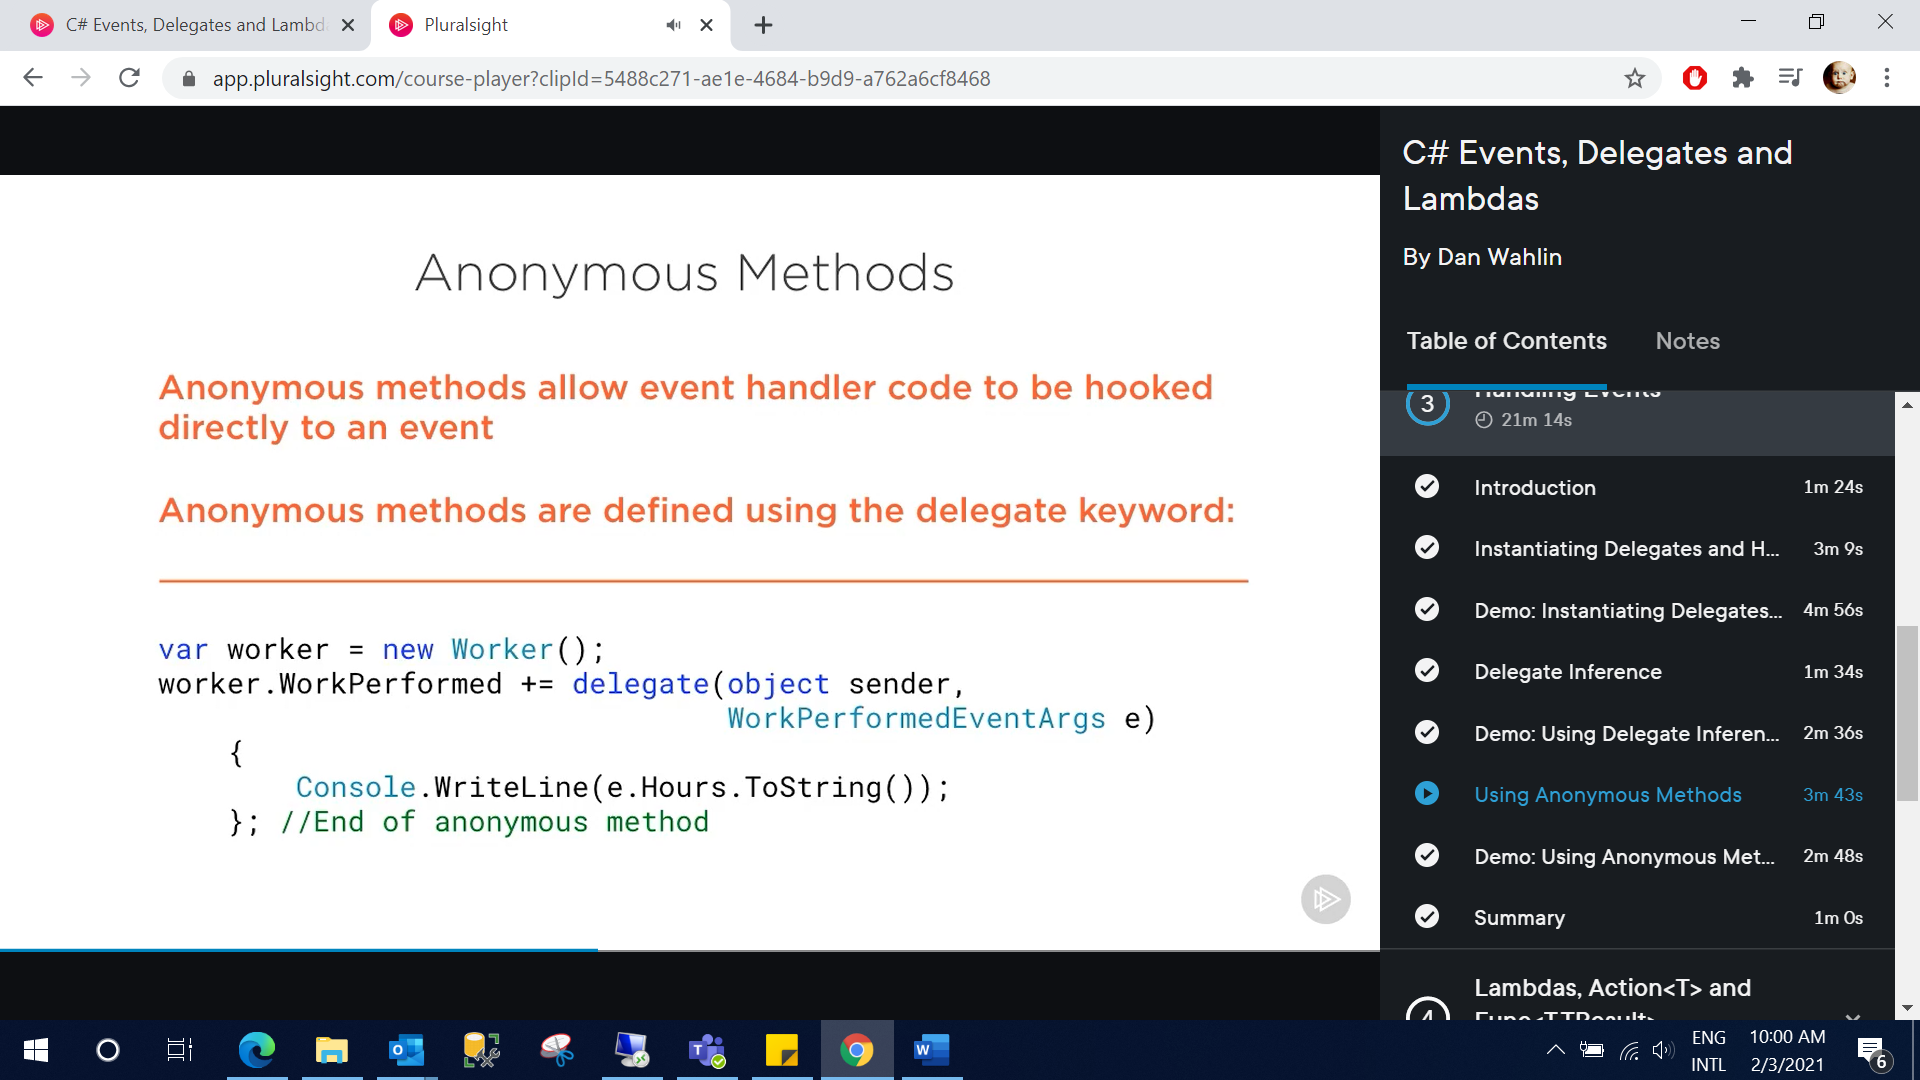 C# Events, Delegates and Lambd
Pluralsight
app.pluralsight.com/course-player?clipId=5488c271-ae1e-4684-b9d9-a762a6cf8468
Anonymous Methods
Anonymous methods allow event handler code to be hooked
directly to an event
Anonymous methods are defined using the delegate keyword:
var worker = new Worker();
worker.WorkPerformed += delegate(object sender,
WorkPerformedEventArgs e)
{
Console.WriteLine(e.Hours.ToString());
}; //End of anonymous method
C# Events, Delegates and
Lambdas
By Dan Wahlin
Table of Contents
Notes
3
Handling Events
21m 14s
Introduction 1m 24s
Instantiating Delegates and H... 3m 9s
Demo: Instantiating Delegates... 4m 56s
Delegate Inference 1m 34s
Demo: Using Delegate Inferen... 2m 36s
Using Anonymous Methods 3m 43s
Demo: Using Anonymous Met... 2m 48s
Summary 1m 0s
4
Lambdas, Action<T> and
Func<T,TResult>
ENG
INTL
10:00 AM
2/3/2021
6